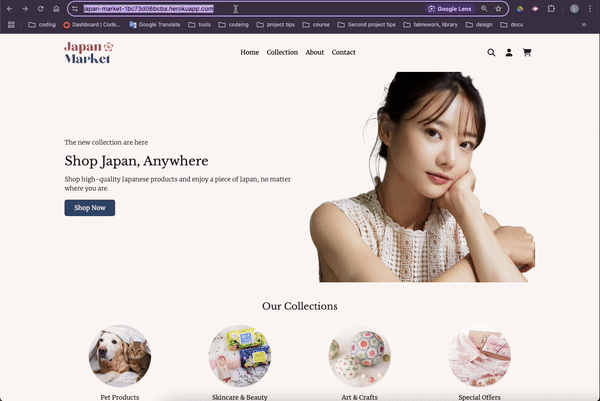 japan-market-1bc73d06bcba.herokuapp.com
Google Lens
coding
Dashboard | Code...
Google Translate
tools
codeing
project tips
course
Second project tips
falmework, library
design
docu
Japan
Market
Home
Collection
About
Contact
The new collection are here
Shop Japan, Anywhere
Shop high-quality Japanese products and enjoy a piece of Japan, no matter
where you are.
Shop Now
Our Collections
Pet Products
Skincare & Beauty
Art & Crafts
Special Offers